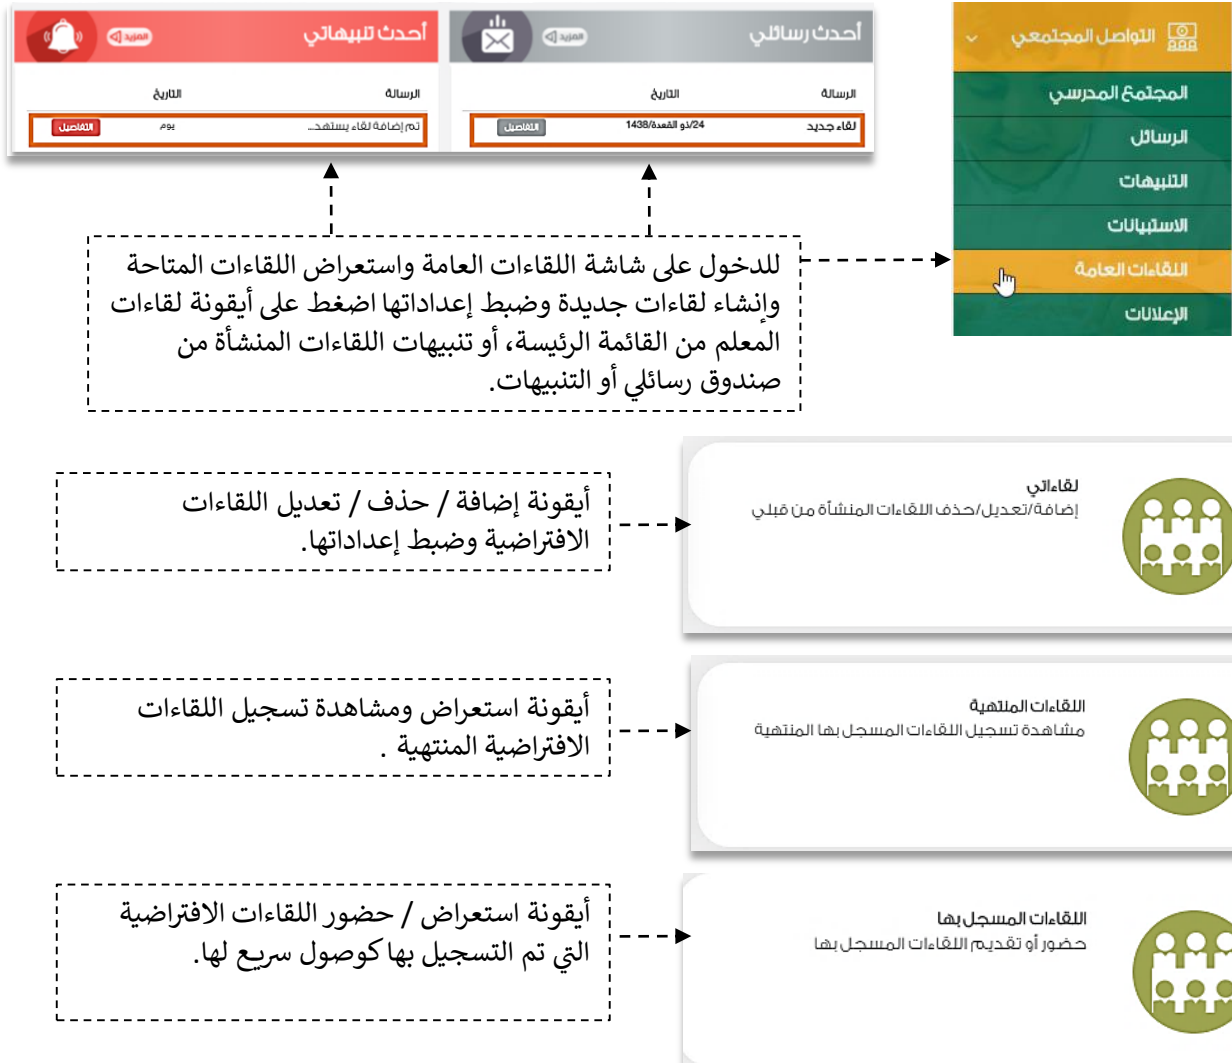 التواصل المجتمعي
المجتمع المدرسي
الرسائل
التنبيهات
الاستبيانات
اللقاءات العامة
الإعلانات
أحدث رسائلي
المزيد
الرسالة
التاريخ
لقاء جديد
24/ذو القعدة/1438
التفاصيل
أحدث تنبيهاتي
المزيد
الرسالة
التاريخ
تم إضافة لقاء يستهد...
يوم
التفاصيل
للدخول على شاشة اللقاءات العامة واستعراض اللقاءات المتاحة
وإنشاء لقاءات جديدة وضبط إعداداتها اضغط على أيقونة لقاءات
المعلم من القائمة الرئيسة، أو تنبيهات اللقاءات المنشأة من
صندوق رسائلي أو التنبيهات.
لقاءاتي
إضافة/تعديل/حذف اللقاءات المنشأة من قبلي
أيقونة إضافة / حذف / تعديل اللقاءات
الافتراضية وضبط إعداداتها.
اللقاءات المنتهية
مشاهدة تسجيل اللقاءات المسجل بها المنتهية
أيقونة استعراض ومشاهدة تسجيل اللقاءات
الافتراضية المنتهية .
اللقاءات المسجل بها
حضور أو تقديم اللقاءات المسجل بها
أيقونة استعراض / حضور اللقاءات الافتراضية
التي تم التسجيل بها كوصول سريع لها.